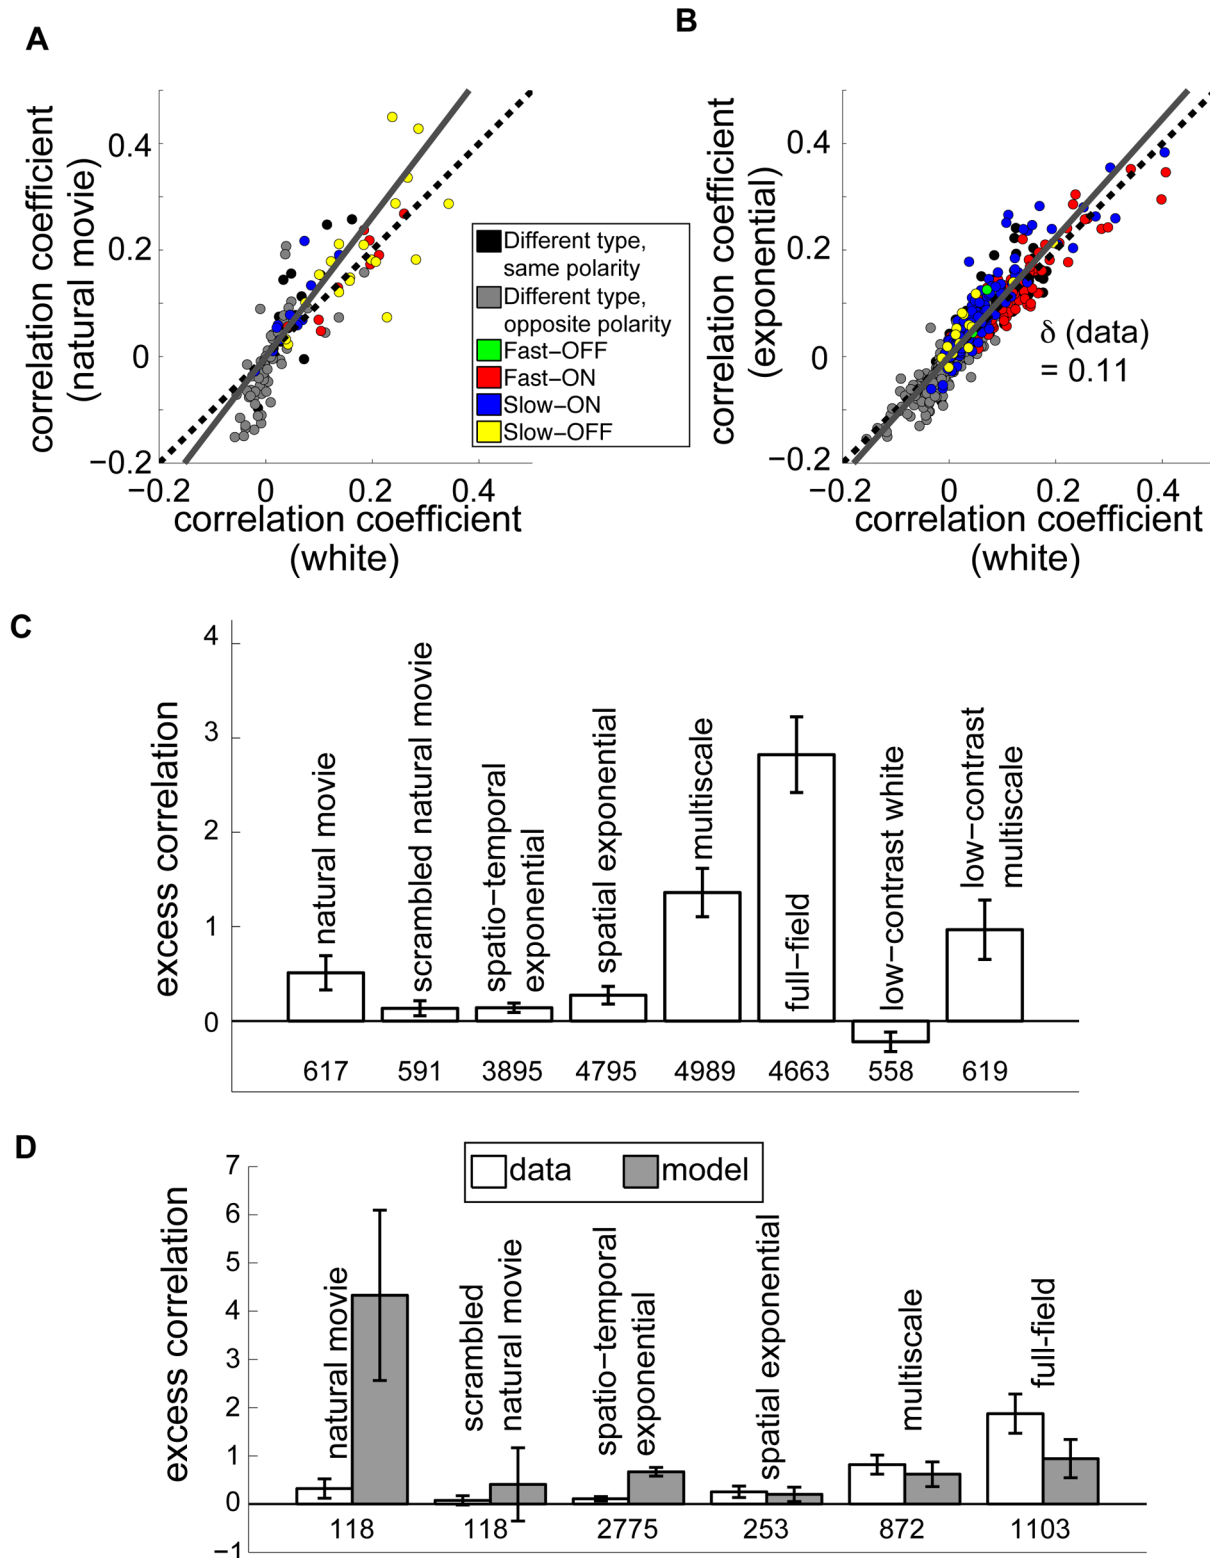 A
B
correlation coefficient
(natural movie)
0.4
0.2
0
−0.2
−0.2
0
0.2
0.4
correlation coefficient
(white)
Different type,
same polarity
Different type,
opposite polarity
Fast−OFF
Fast−ON
Slow−ON
Slow−OFF
correlation coefficient
(exponential)
0.4
0.2
0
−0.2
δ (data)
= 0.11
−0.2
0
0.2
0.4
correlation coefficient
(white)
C
excess correlation
4
3
2
1
0
natural movie
scrambled natural movie
spatio−temporal
exponential
spatial exponential
multiscale
full−field
low−contrast white
low−contrast
multiscale
617
591
3895
4795
4989
4663
558
619
D
data
model
excess correlation
7
6
5
4
3
2
1
0
−1
natural movie
scrambled
natural movie
spatio−temporal
exponential
spatial exponential
multiscale
full-field
118
118
2775
253
872
1103